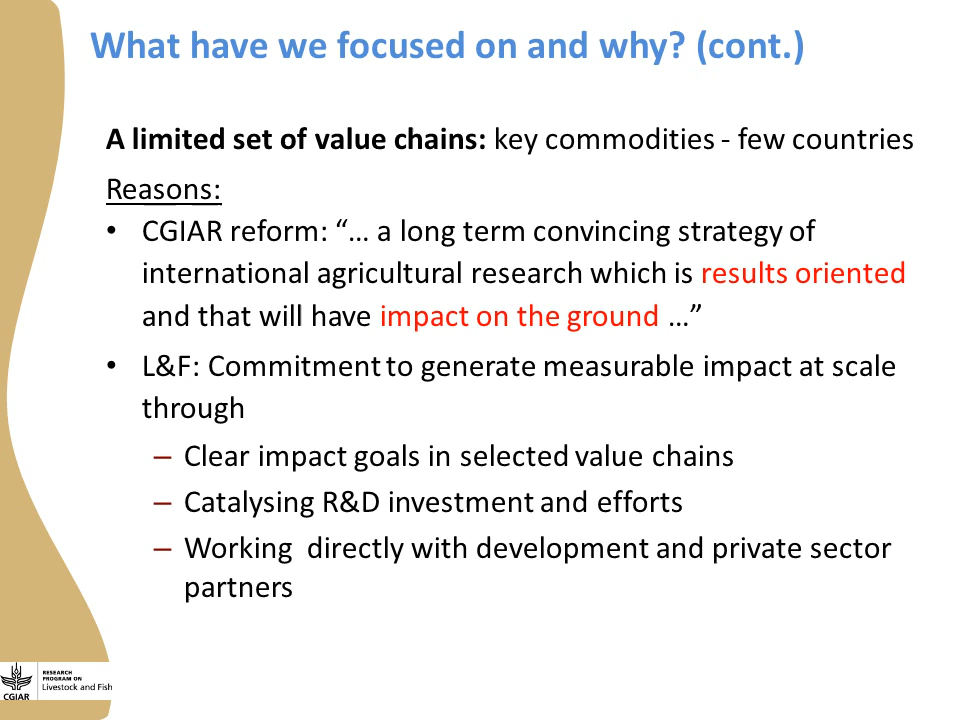 What have we focused on and why? (cont.)
A limited set of value chains: key commodities - few countries
Reasons:
• CGIAR reform: “… a long term convincing strategy of
international agricultural research which is results oriented
and that will have impact on the ground …”
• L&F: Commitment to generate measurable impact at scale
through
– Clear impact goals in selected value chains
– Catalysing R&D investment and efforts
– Working  directly with development and private sector
partners
RESEARCH
PROGRAM ON
Livestock and Fish
CGIAR